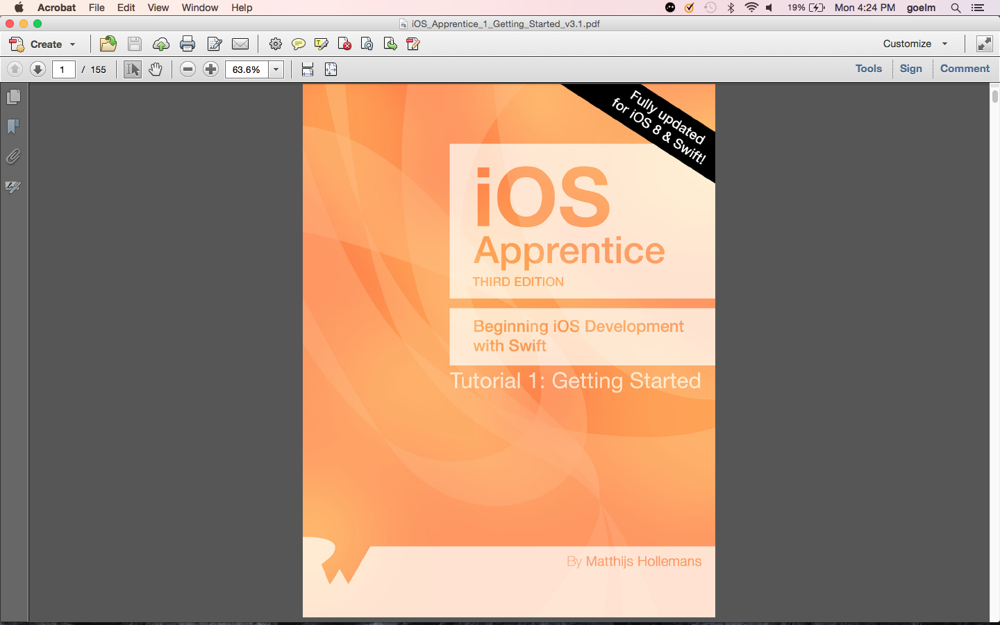 Acrobat File Edit View Window Help 19% Mon 4:24 PM goelm
iOS_Apprentice_1_Getting_Started_v3.1.pdf
Create Customize
1 / 155 63.6% Tools Sign Comment
Fully updated
for iOS 8 & Swift!
iOS
Apprentice
THIRD EDITION
Beginning iOS Development
with Swift
Tutorial 1: Getting Started
By Matthijs Hollemans